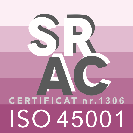 SR
AC
CERTIFICAT nr.1306
ISO 45001